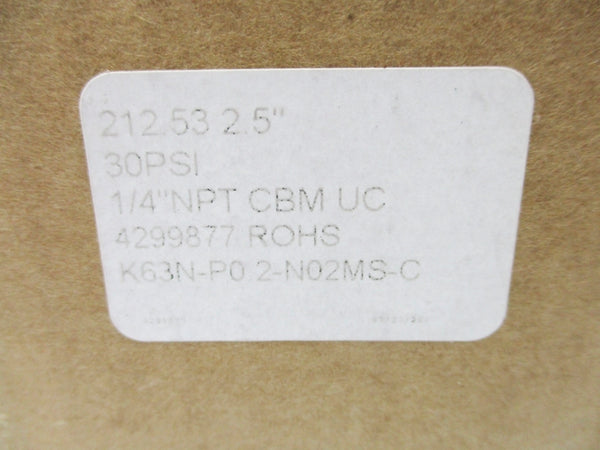 212.53 2.5"
30PSI
1/4"NPT CBM UC
4299877 ROHS
K63N-P0.2-N02MS-C